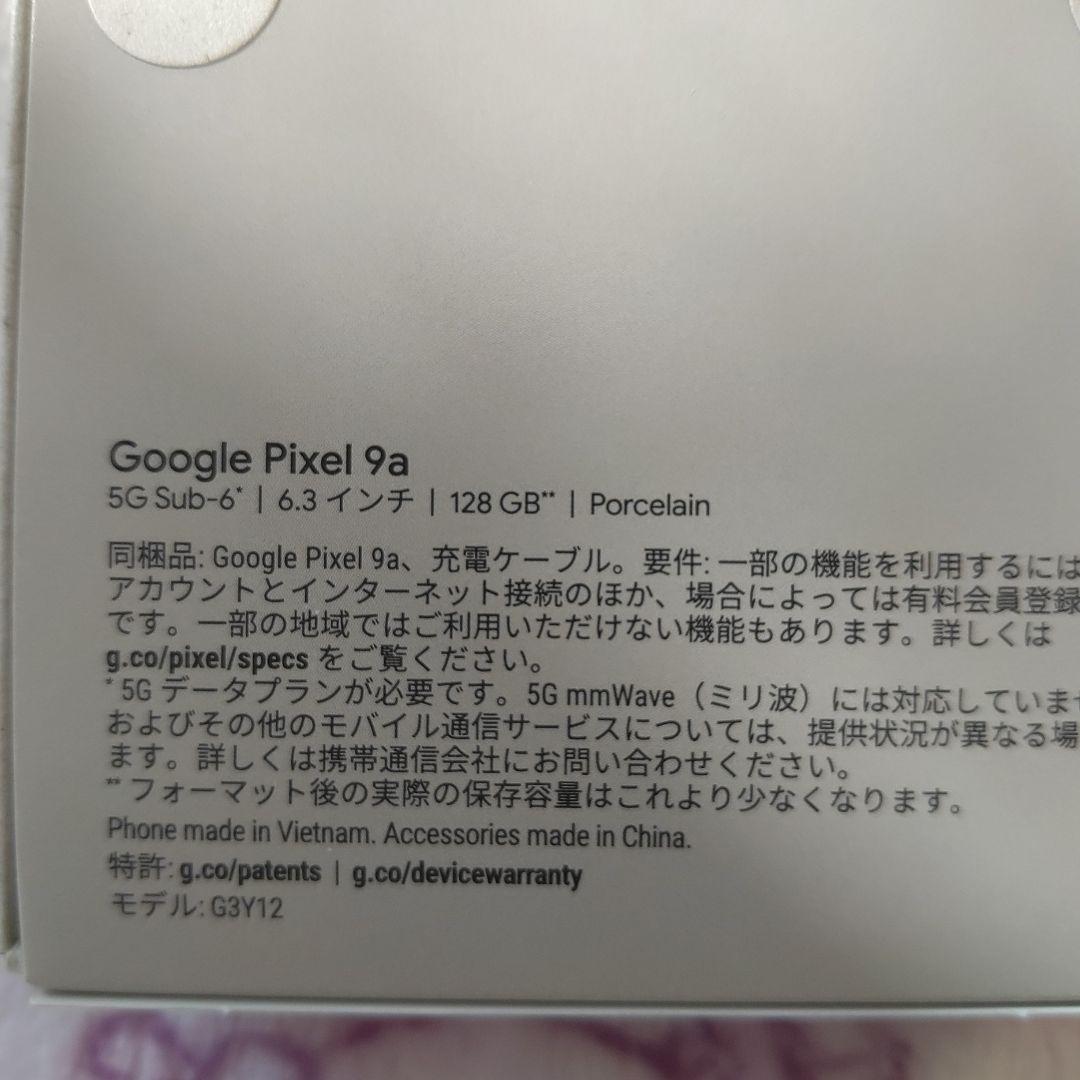 Google Pixel 9a
5G Sub-6* | 6.3 インチ | 128 GB** | Porcelain
同梱品: Google Pixel 9a、充電ケーブル。要件: 一部の機能を利用するには
アカウントとインターネット接続のほか、場合によっては有料会員登録
です。一部の地域ではご利用いただけない機能もあります。詳しくは
g.co/pixel/specs をご覧ください。
* 5G データプランが必要です。5G mmWave（ミリ波）には対応していませ
およびその他のモバイル通信サービスについては、提供状況が異なる場
ます。詳しくは携帯通信会社にお問い合わせください。
** フォーマット後の実際の保存容量はこれより少なくなります。
Phone made in Vietnam. Accessories made in China.
特許: g.co/patents | g.co/devicewarranty
モデル: G3Y12